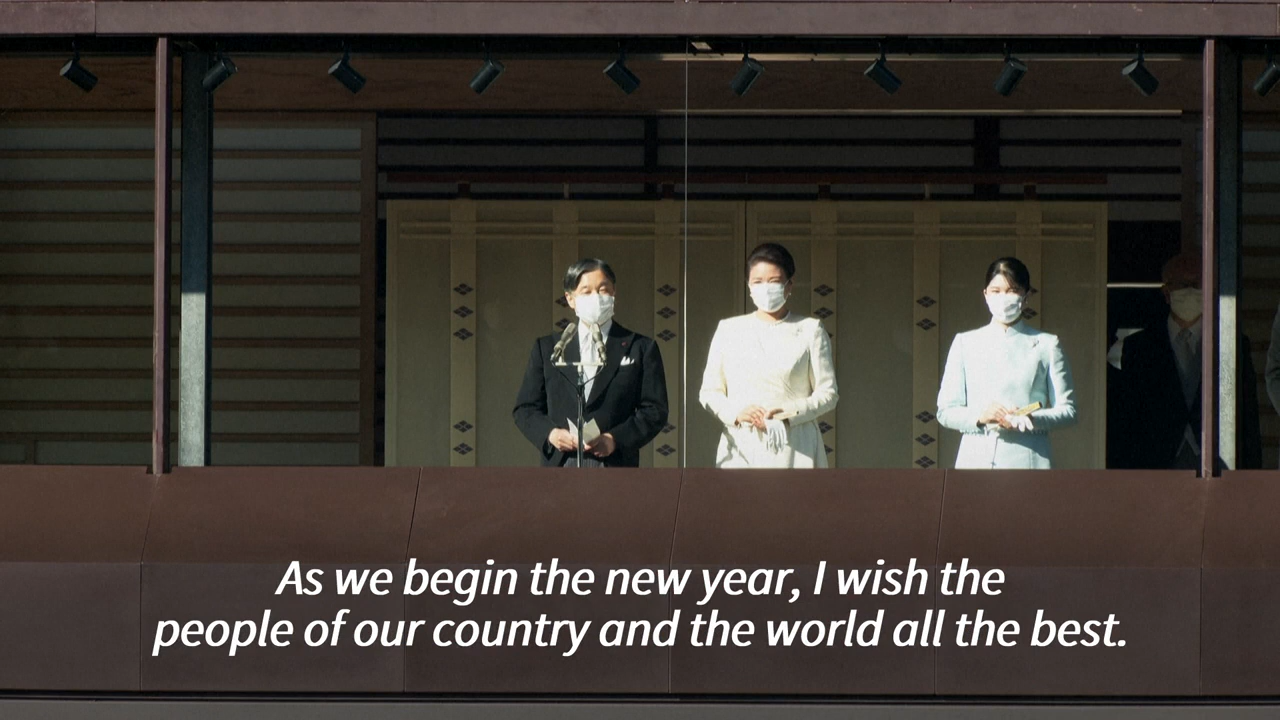 As we begin the new year, I wish the
people of our country and the world all the best.